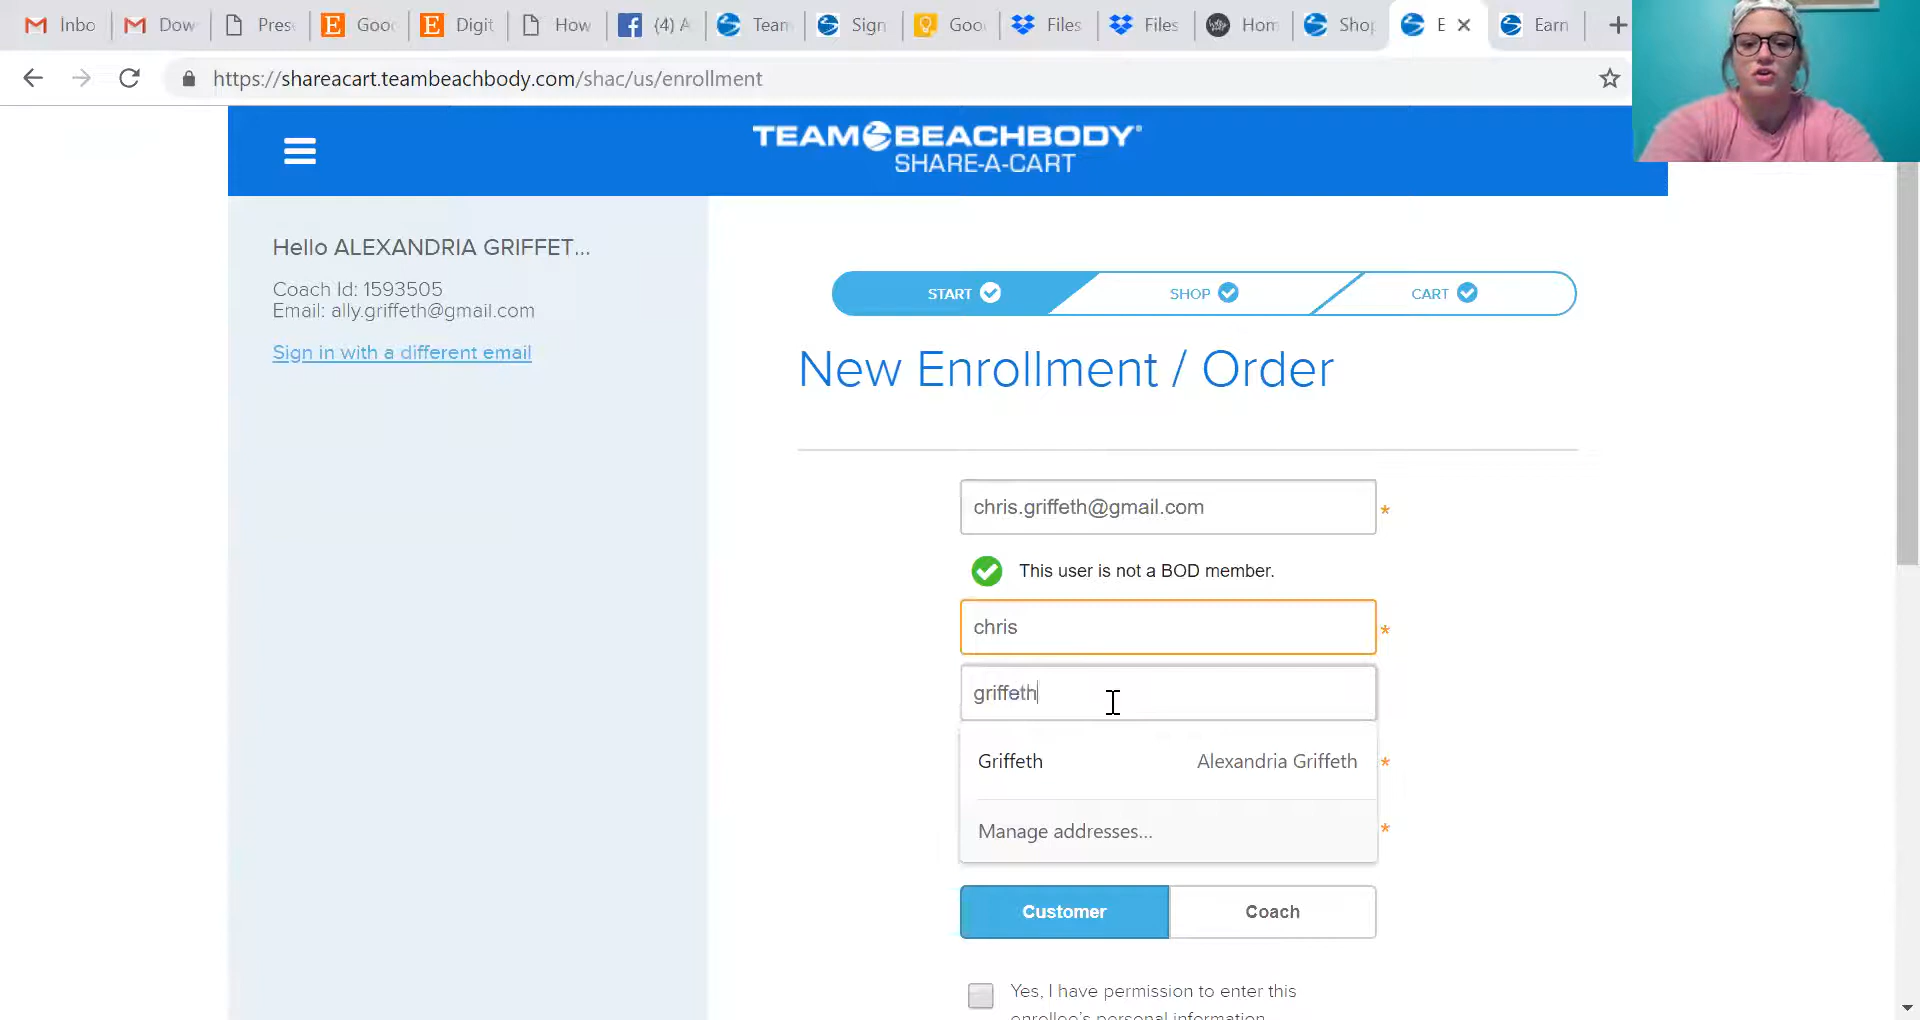 Inbo
Dow
Pres
Goo
Digit
How
(4) A
Team
Sign
Goo
Files
Files
Hom
Sho
E
Earn
https://shareacart.teambeachbody.com/shac/us/enrollment
TEAM BEACHBODY®
SHARE-A-CART
Hello ALEXANDRIA GRIFFET...
Coach Id: 1593505
Email: ally.griffeth@gmail.com
Sign in with a different email
START
SHOP
CART
New Enrollment / Order
chris.griffeth@gmail.com *
This user is not a BOD member.
chris *
griffeth
Griffeth Alexandria Griffeth *
Manage addresses... *
Customer Coach
Yes, I have permission to enter this
enrollee's personal information